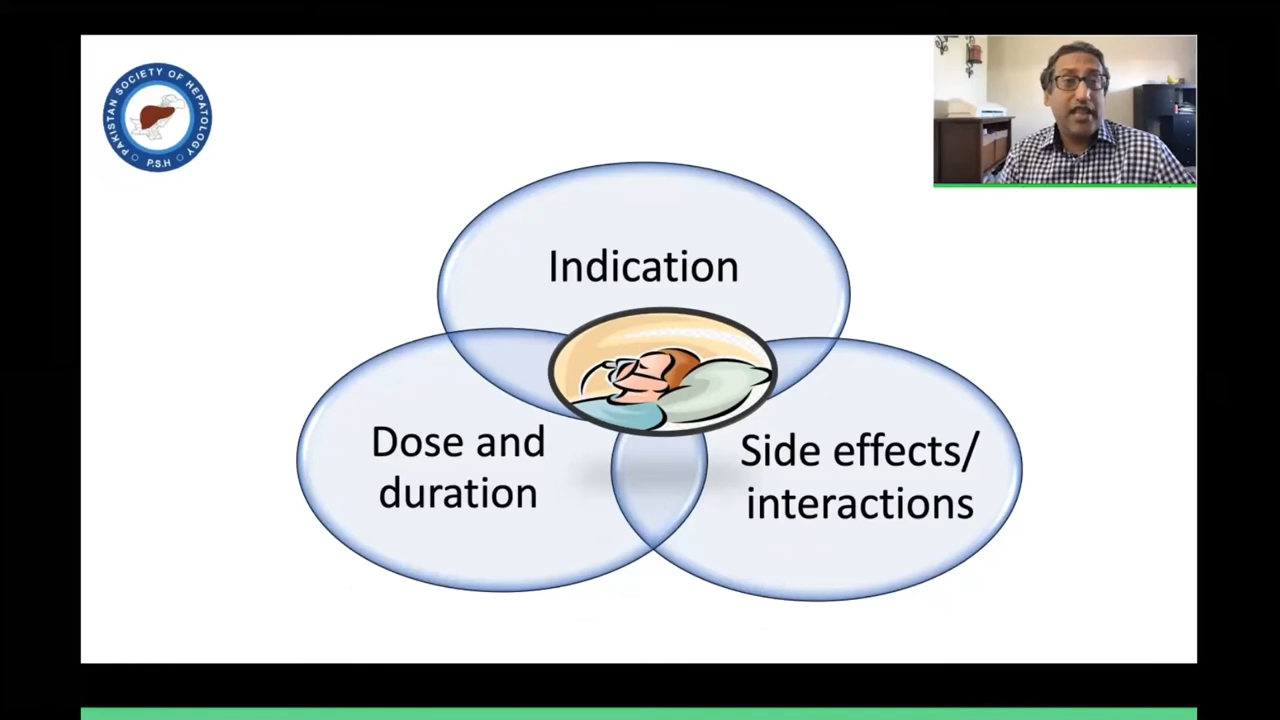 PAKISTAN SOCIETY OF HEPATOLOGY
P.S.H
Indication
Dose and
duration
Side effects/
interactions